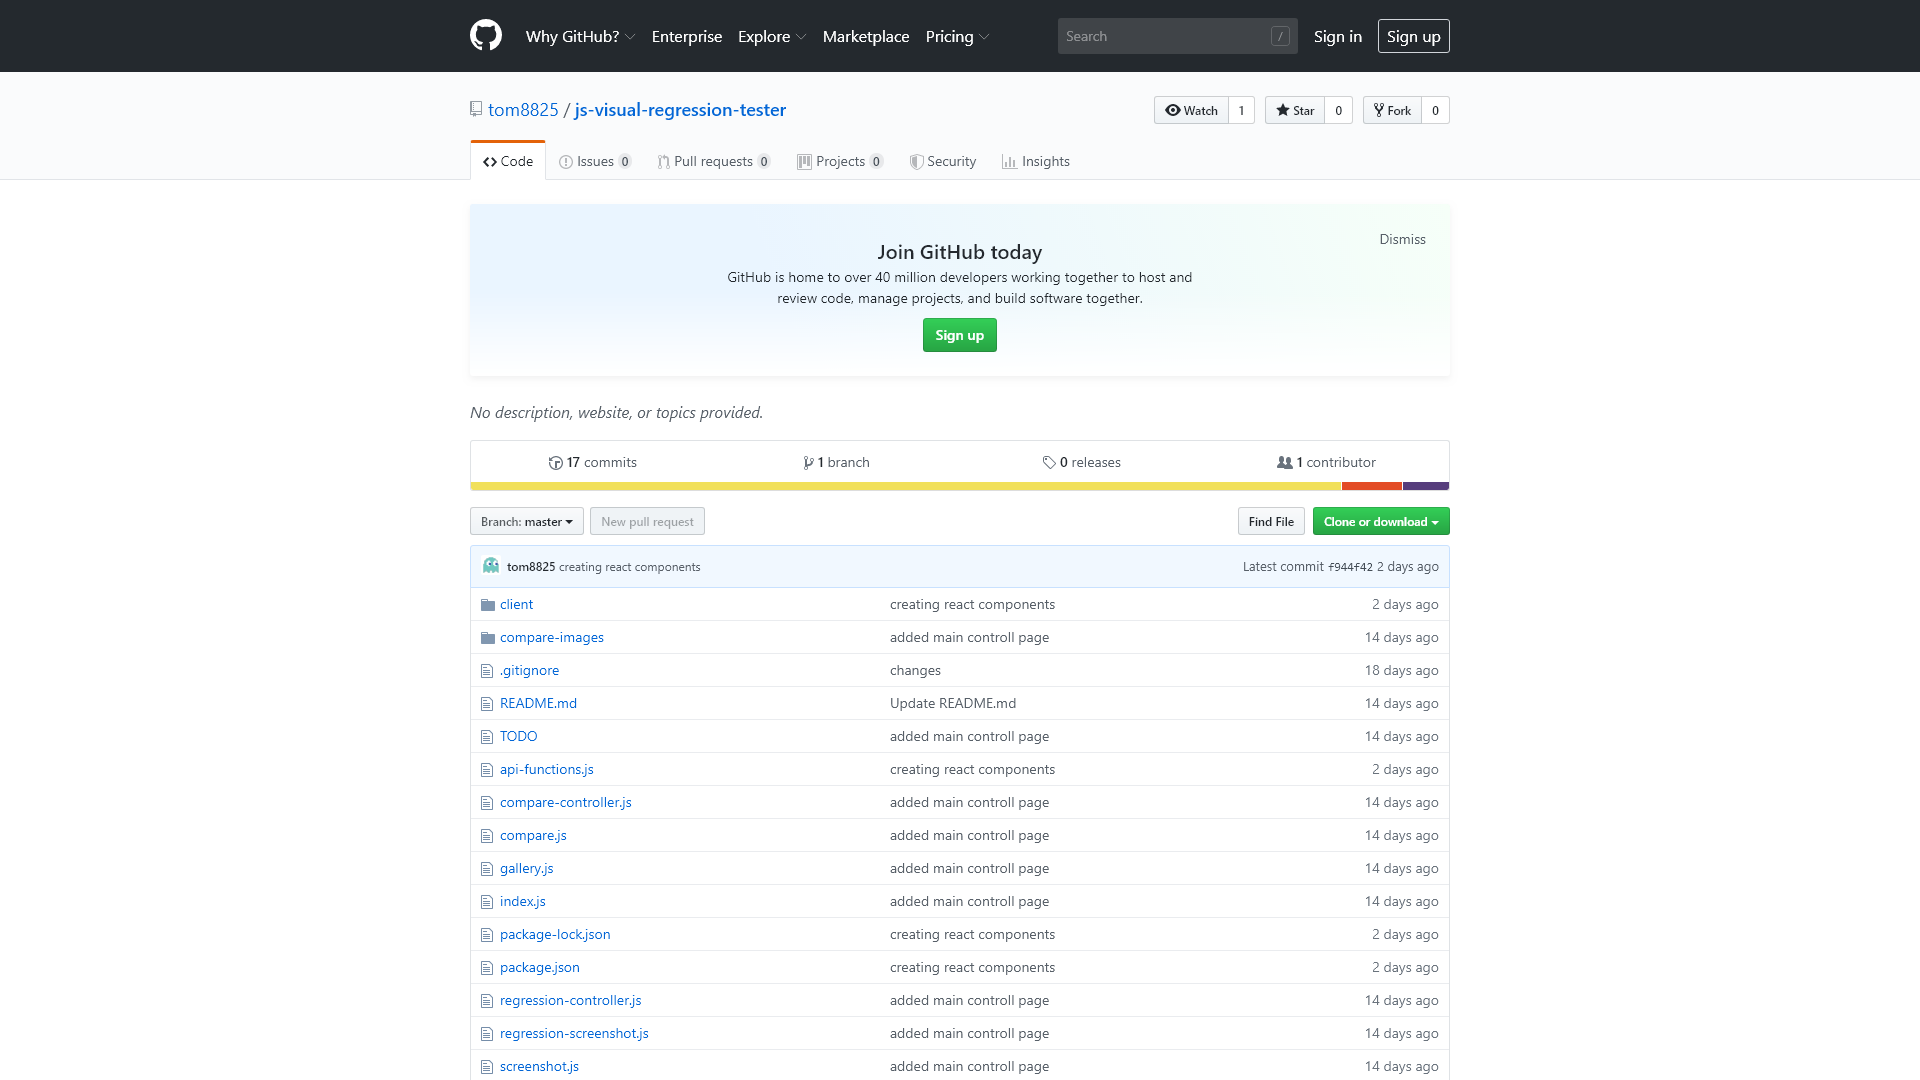 Why GitHub? Enterprise Explore Marketplace Pricing Search / Sign in Sign up
tom8825 / js-visual-regression-tester Watch 1 Star 0 Fork 0
Code Issues 0 Pull requests 0 Projects 0 Security Insights
Dismiss
Join GitHub today
GitHub is home to over 40 million developers working together to host and
review code, manage projects, and build software together.
Sign up
No description, website, or topics provided.
17 commits 1 branch 0 releases 1 contributor
Branch: master New pull request Find File Clone or download
tom8825 creating react components Latest commit f944f42 2 days ago
client creating react components 2 days ago
compare-images added main controll page 14 days ago
.gitignore changes 18 days ago
README.md Update README.md 14 days ago
TODO added main controll page 14 days ago
api-functions.js creating react components 2 days ago
compare-controller.js added main controll page 14 days ago
compare.js added main controll page 14 days ago
gallery.js added main controll page 14 days ago
index.js added main controll page 14 days ago
package-lock.json creating react components 2 days ago
package.json creating react components 2 days ago
regression-controller.js added main controll page 14 days ago
regression-screenshot.js added main controll page 14 days ago
screenshot.js added main controll page 14 days ago